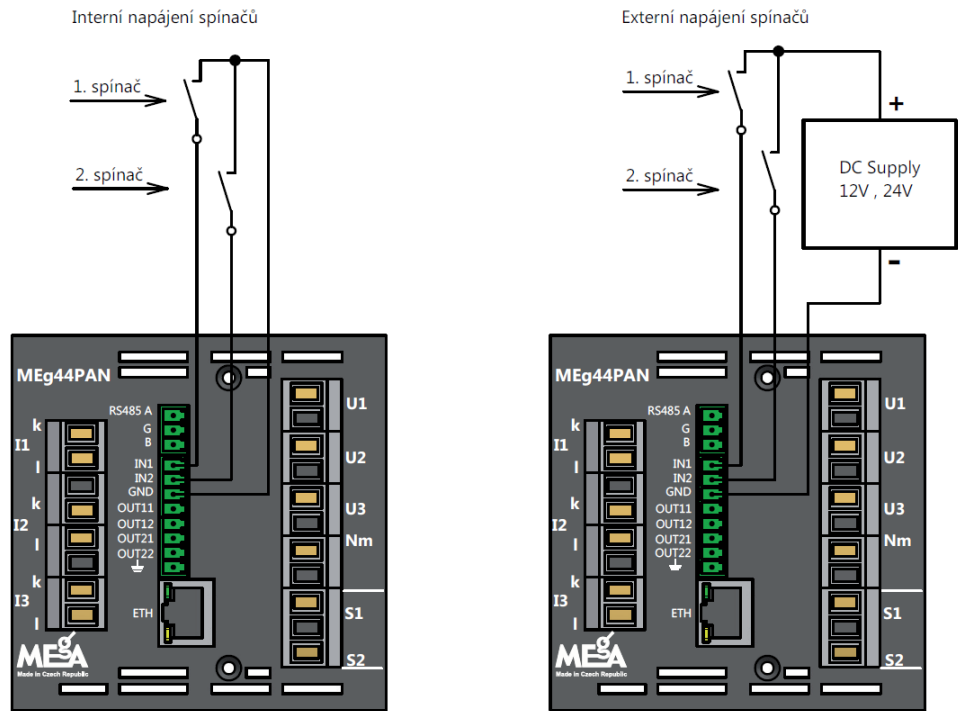 Interní napájení spínačů
1. spínač
2. spínač
MEg44PAN
RS485 A
G
B
IN1
IN2
GND
OUT11
OUT12
OUT21
OUT22
ETH
k
I1
l
k
I2
l
k
I3
l
U1
U2
U3
Nm
S1
S2
MEgA
Made in Czech Republic
Externí napájení spínačů
1. spínač
2. spínač
+
DC Supply
12V , 24V
-
MEg44PAN
RS485 A
G
B
IN1
IN2
GND
OUT11
OUT12
OUT21
OUT22
ETH
k
I1
l
k
I2
l
k
I3
l
U1
U2
U3
Nm
S1
S2
MEgA
Made in Czech Republic